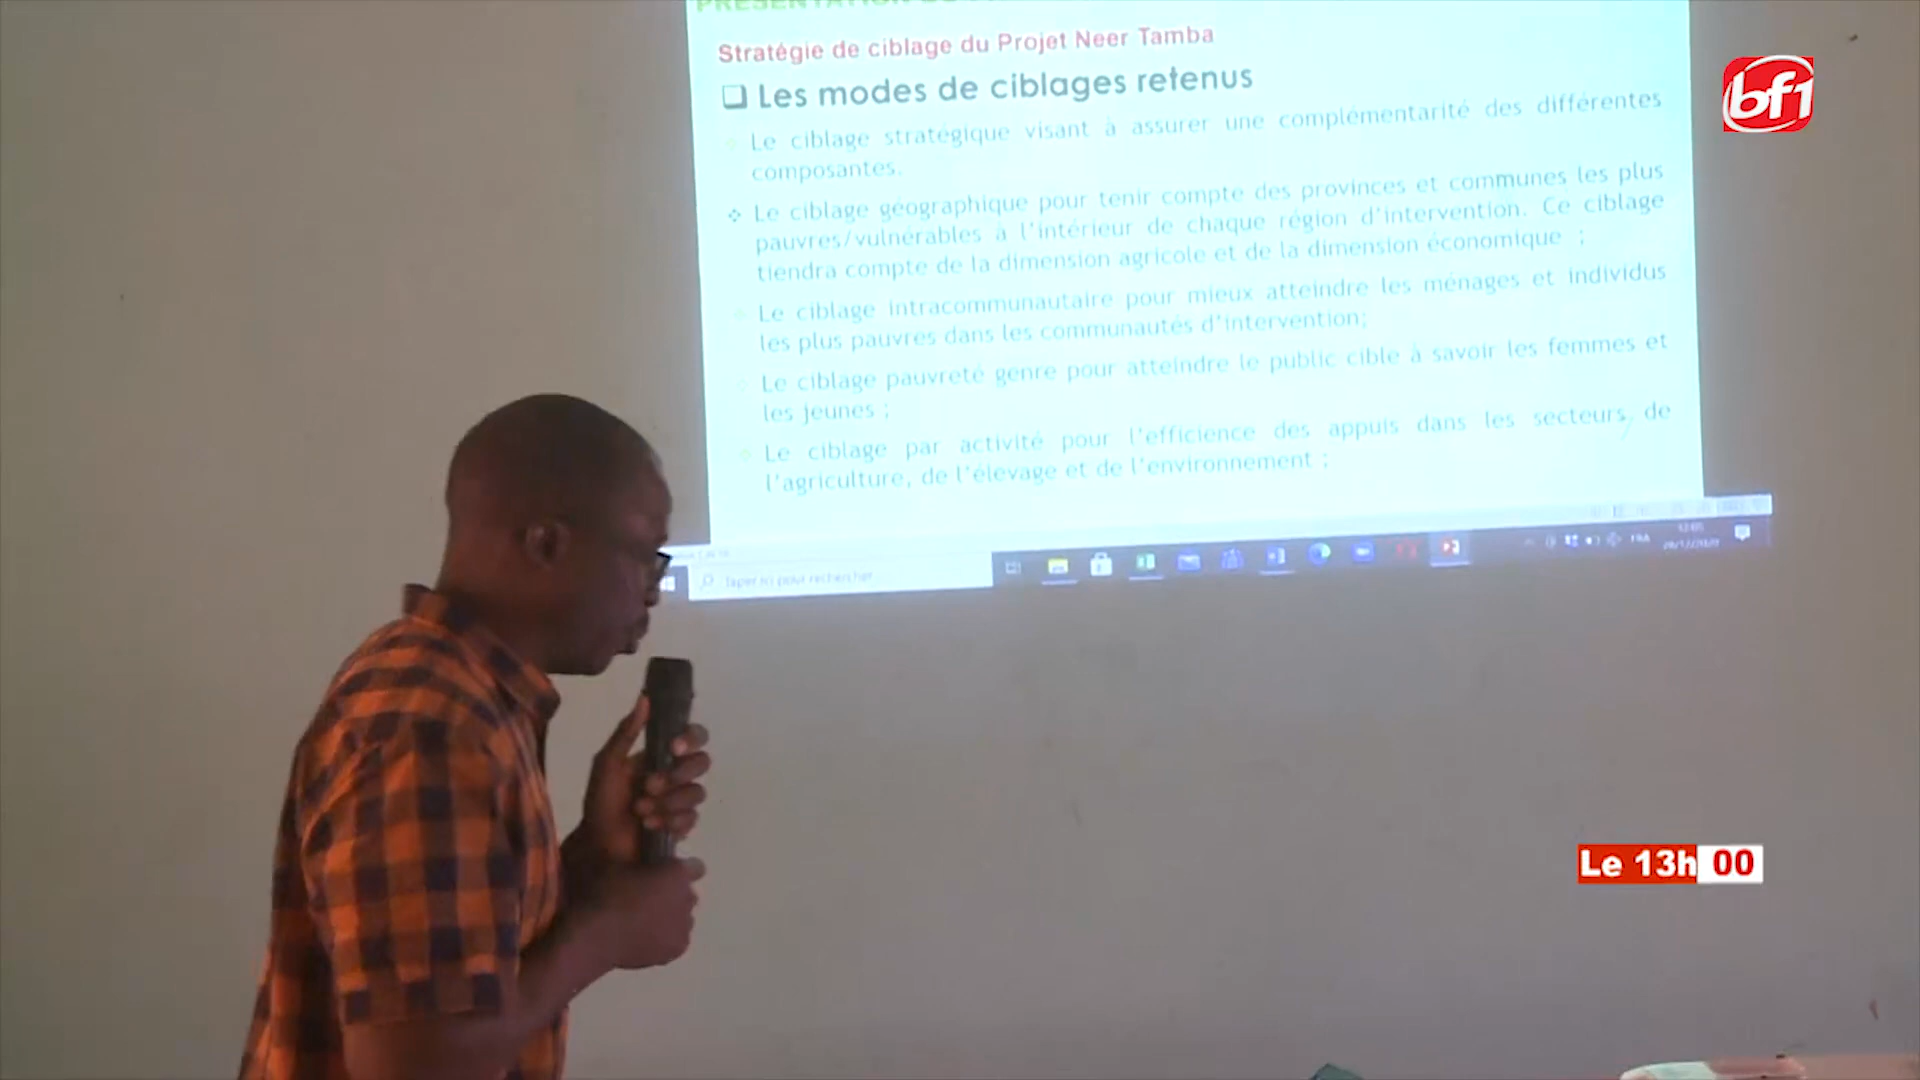 Stratégie de ciblage du Projet Neer Tamba
bf1
❑ Les modes de ciblages retenus
Le ciblage stratégique visant à assurer une complémentarité des différentes
composantes.
Le ciblage géographique pour tenir compte des provinces et communes les plus
pauvres/vulnérables à l'intérieur de chaque région d'intervention. Ce ciblage
tiendra compte de la dimension agricole et de la dimension économique ;
Le ciblage intracommunautaire pour mieux atteindre les ménages et individus
les plus pauvres dans les communautés d'intervention;
Le ciblage pauvreté genre pour atteindre le public cible à savoir les femmes et
les jeunes ;
Le ciblage par activité pour l'efficience des appuis dans les secteurs, de
l'agriculture, de l'élevage et de l'environnement ;
Taper ici pour rechercher
FRA
Le 13h 00